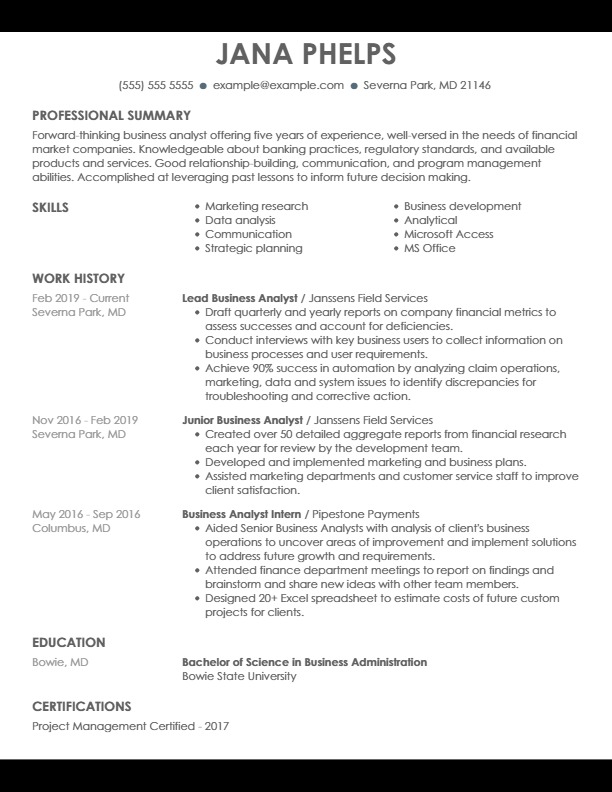 JANA PHELPS
(555) 555 5555 ● example@example.com ● Severna Park, MD 21146
PROFESSIONAL SUMMARY
Forward-thinking business analyst offering five years of experience, well-versed in the needs of financial
market companies. Knowledgeable about banking practices, regulatory standards, and available
products and services. Good relationship-building, communication, and program management
abilities. Accomplished at leveraging past lessons to inform future decision making.
SKILLS
• Marketing research
• Data analysis
• Communication
• Strategic planning
• Business development
• Analytical
• Microsoft Access
• MS Office
WORK HISTORY
Feb 2019 - Current
Severna Park, MD
Lead Business Analyst / Janssens Field Services
• Draft quarterly and yearly reports on company financial metrics to
assess successes and account for deficiencies.
• Conduct interviews with key business users to collect information on
business processes and user requirements.
• Achieve 90% success in automation by analyzing claim operations,
marketing, data and system issues to identify discrepancies for
troubleshooting and corrective action.
Nov 2016 - Feb 2019
Severna Park, MD
Junior Business Analyst / Janssens Field Services
• Created over 50 detailed aggregate reports from financial research
each year for review by the development team.
• Developed and implemented marketing and business plans.
• Assisted marketing departments and customer service staff to improve
client satisfaction.
May 2016 - Sep 2016
Columbus, MD
Business Analyst Intern / Pipestone Payments
• Aided Senior Business Analysts with analysis of client's business
operations to uncover areas of improvement and implement solutions
to address future growth and requirements.
• Attended finance department meetings to report on findings and
brainstorm and share new ideas with other team members.
• Designed 20+ Excel spreadsheet to estimate costs of future custom
projects for clients.
EDUCATION
Bowie, MD
Bachelor of Science in Business Administration
Bowie State University
CERTIFICATIONS
Project Management Certified - 2017